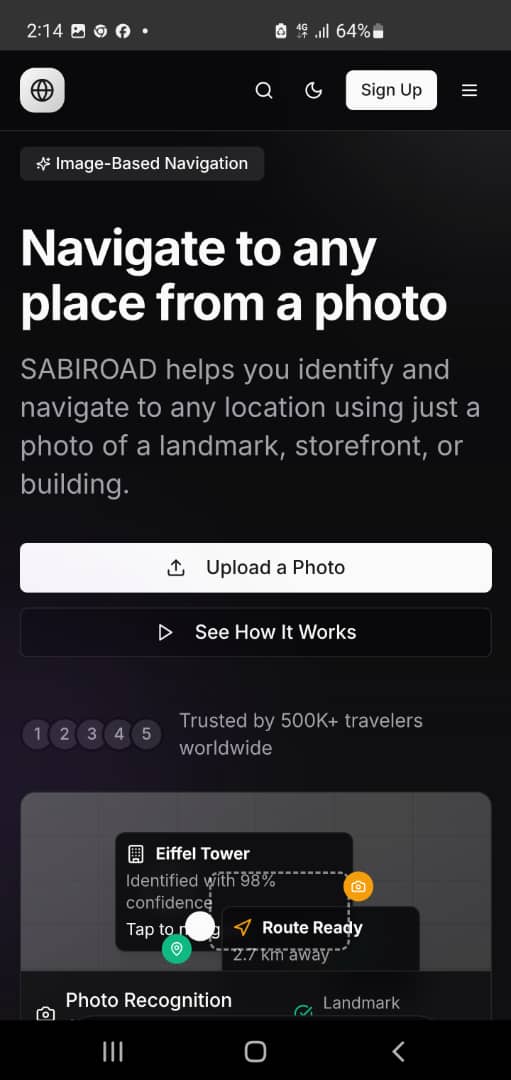 2:14 4G 64%
Sign Up
Image-Based Navigation
Navigate to any
place from a photo
SABIROAD helps you identify and
navigate to any location using just a
photo of a landmark, storefront, or
building.
Upload a Photo
See How It Works
1 2 3 4 5
Trusted by 500K+ travelers
worldwide
Eiffel Tower
Identified with 98%
confidence
Tap to
Route Ready
2.7 km away
Photo Recognition
Landmark